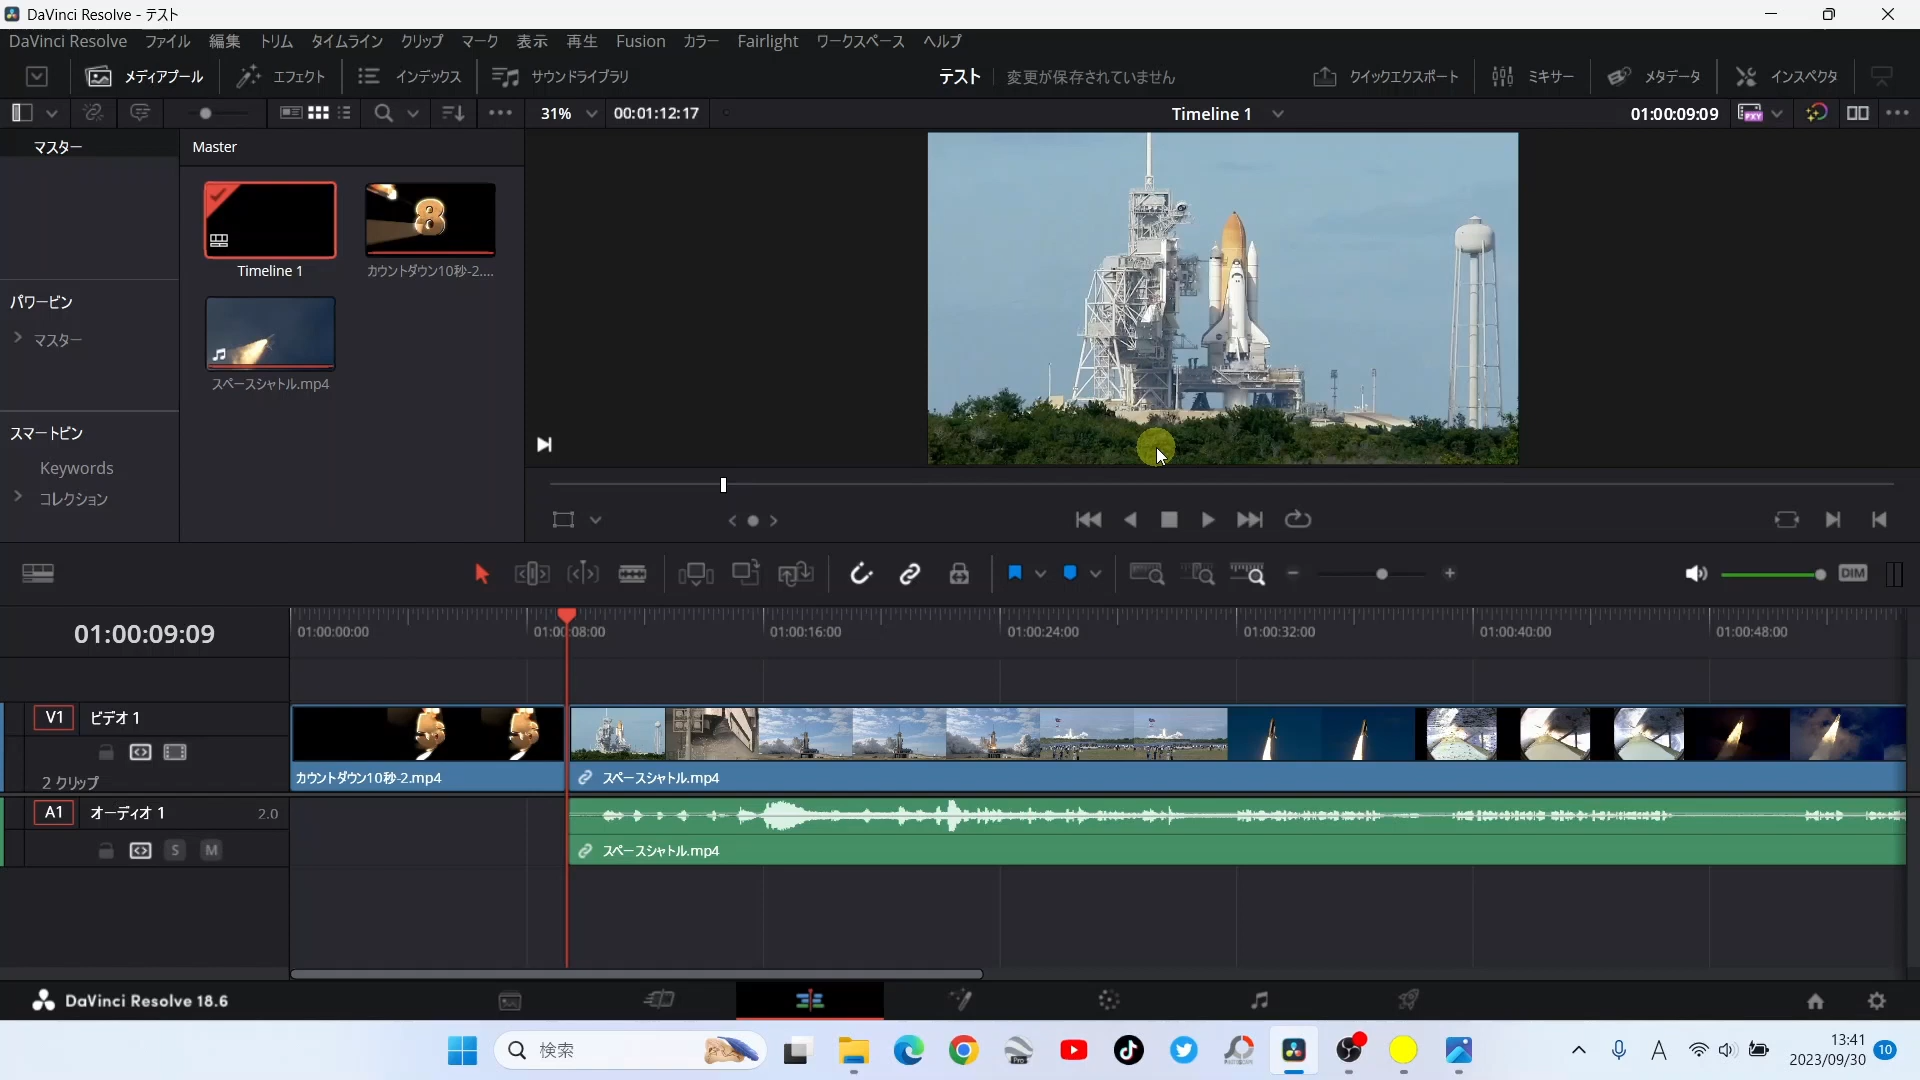 DaVinci Resolve - テスト
DaVinci Resolve ファイル 編集 トリム タイムライン クリップ マーク 表示 再生 Fusion カラー Fairlight ワークスペース ヘルプ
メディアプール エフェクト インデックス サウンドライブラリ テスト 変更が保存されていません クイックエクスポート ミキサー メタデータ インスペクタ
31% 00:01:12:17 Timeline 1 01:00:09:09
マスター Master
8
Timeline 1 カウントダウン10秒-2....
パワービン
マスター
スペースシャトル.mp4
スマートビン
Keywords
コレクション
DIM
01:00:09:09
01:00:00:00 01:00:08:00 01:00:16:00 01:00:24:00 01:00:32:00 01:00:40:00 01:00:48:00
V1 ビデオ 1
2 クリップ
カウントダウン10秒-2.mp4 スペースシャトル.mp4
A1 オーディオ 1 2.0
S M
スペースシャトル.mp4
DaVinci Resolve 18.6
検索
A
13:41
2023/09/30
10